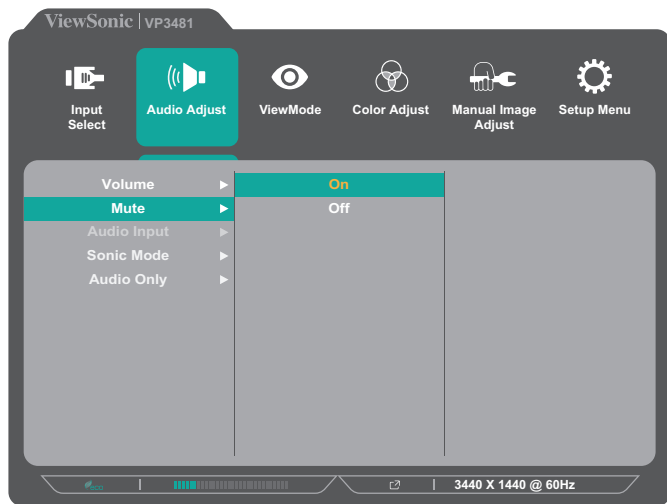 ViewSonic | VP3481
Input Select
Audio Adjust
ViewMode
Color Adjust
Manual Image Adjust
Setup Menu
Volume
On
Mute
Off
Audio Input
Sonic Mode
Audio Only
3440 X 1440 @ 60Hz